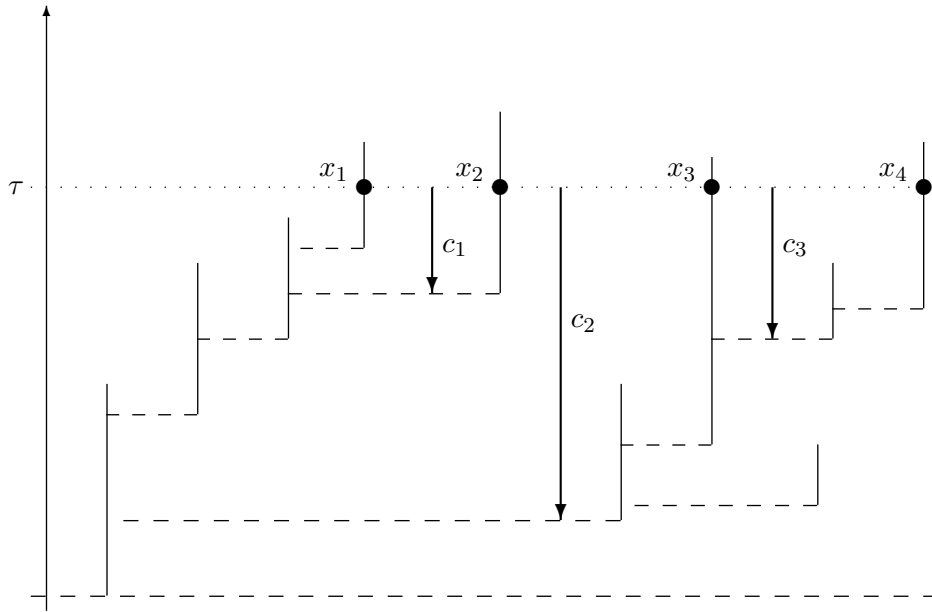 x₁ x₂ x₃ x₄
τ
c₁ c₃
c₂